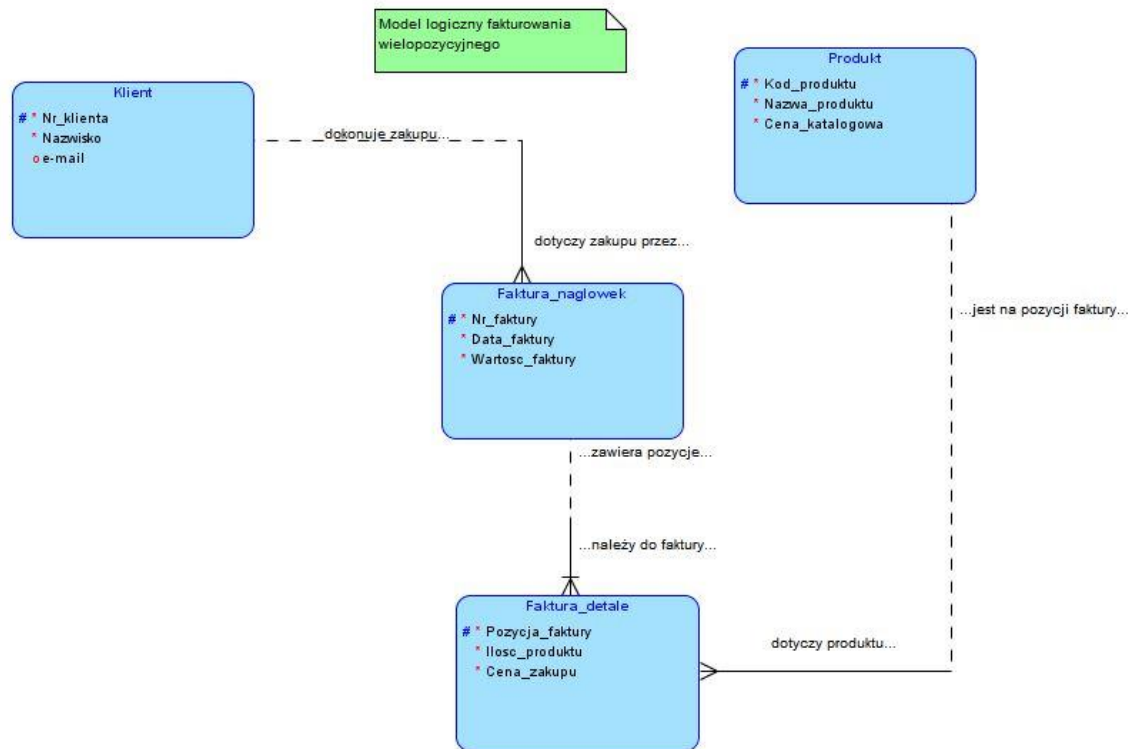 Model logiczny fakturowania
wielopozycyjnego
Klient
# * Nr_klienta
* Nazwisko
o e-mail
dokonuje zakupu...
Produkt
# * Kod_produktu
* Nazwa_produktu
* Cena_katalogowa
dotyczy zakupu przez...
Faktura_naglowek
# * Nr_faktury
* Data_faktury
* Wartosc_faktury
...jest na pozycji faktury...
...zawiera pozycje...
...należy do faktury...
Faktura_detale
# * Pozycja_faktury
* Ilosc_produktu
* Cena_zakupu
dotyczy produktu...